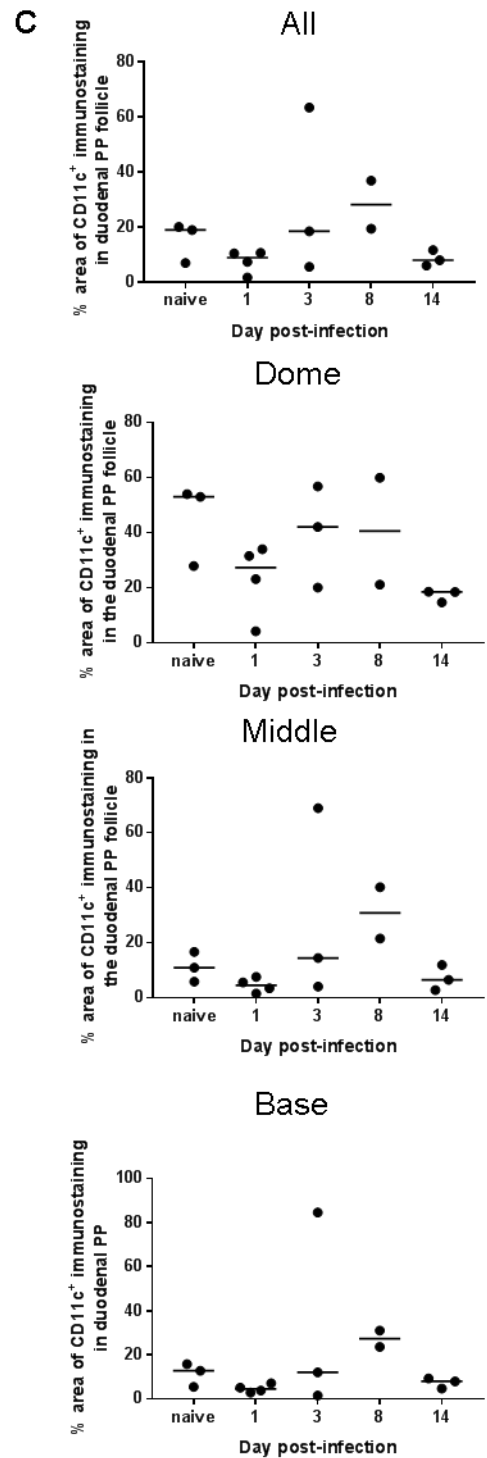 C
All
% area of CD11c⁺ immunostaining
in duodenal PP follicle
80
60
40
20
0
naive 1 3 8 14
Day post-infection
Dome
% area of CD11c⁺ immunostaining
in the duodenal PP follicle
80
60
40
20
0
naive 1 3 8 14
Day post-infection
Middle
% area of CD11c⁺ immunostaining in
the duodenal PP follicle
80
60
40
20
0
naive 1 3 8 14
Day post-infection
Base
% area of CD11c⁺ immunostaining
in duodenal PP
100
80
60
40
20
0
naive 1 3 8 14
Day post-infection